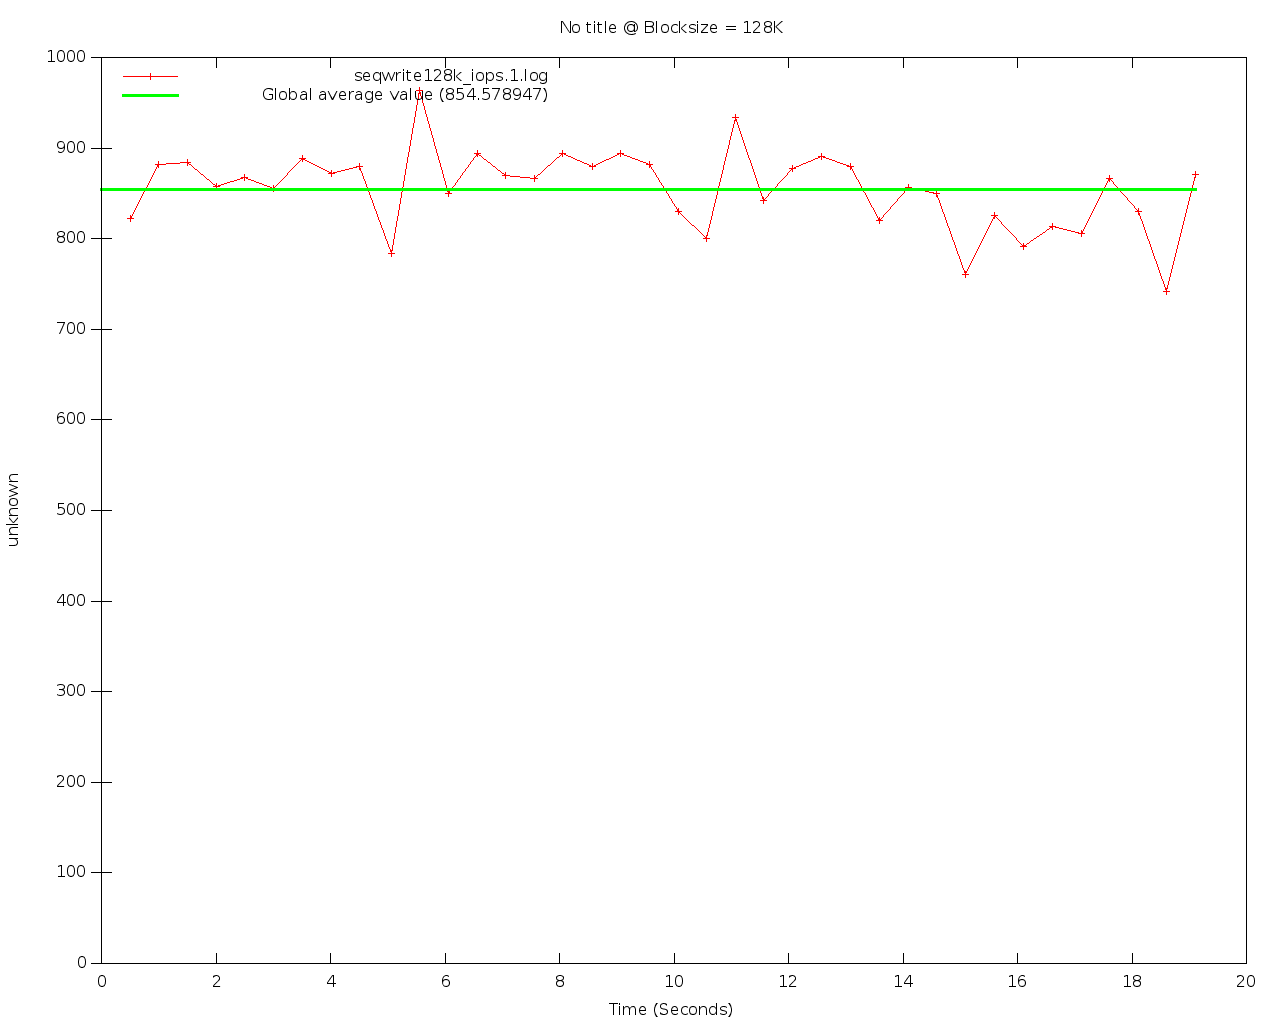 No title @ Blocksize = 128K
seqwrite128k_iops.1.log
Global average value (854.578947)
1000
900
800
700
600
500
400
300
200
100
0
unknown
0 2 4 6 8 10 12 14 16 18 20
Time (Seconds)